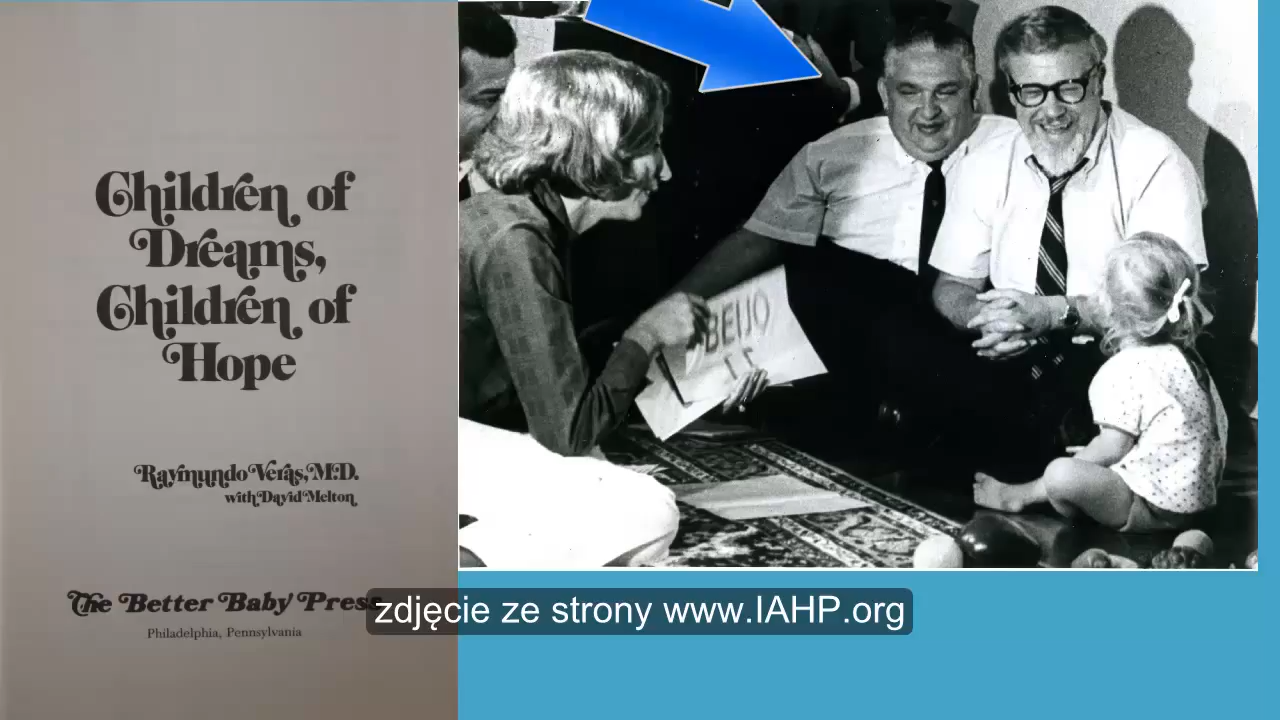 Children of
Dreams,
Children of
Hope
Raymundo Veras, M.D.
with David Melton
The Better Baby Press
Philadelphia, Pennsylvania
BEIJO
zdjęcie ze strony www.IAHP.org